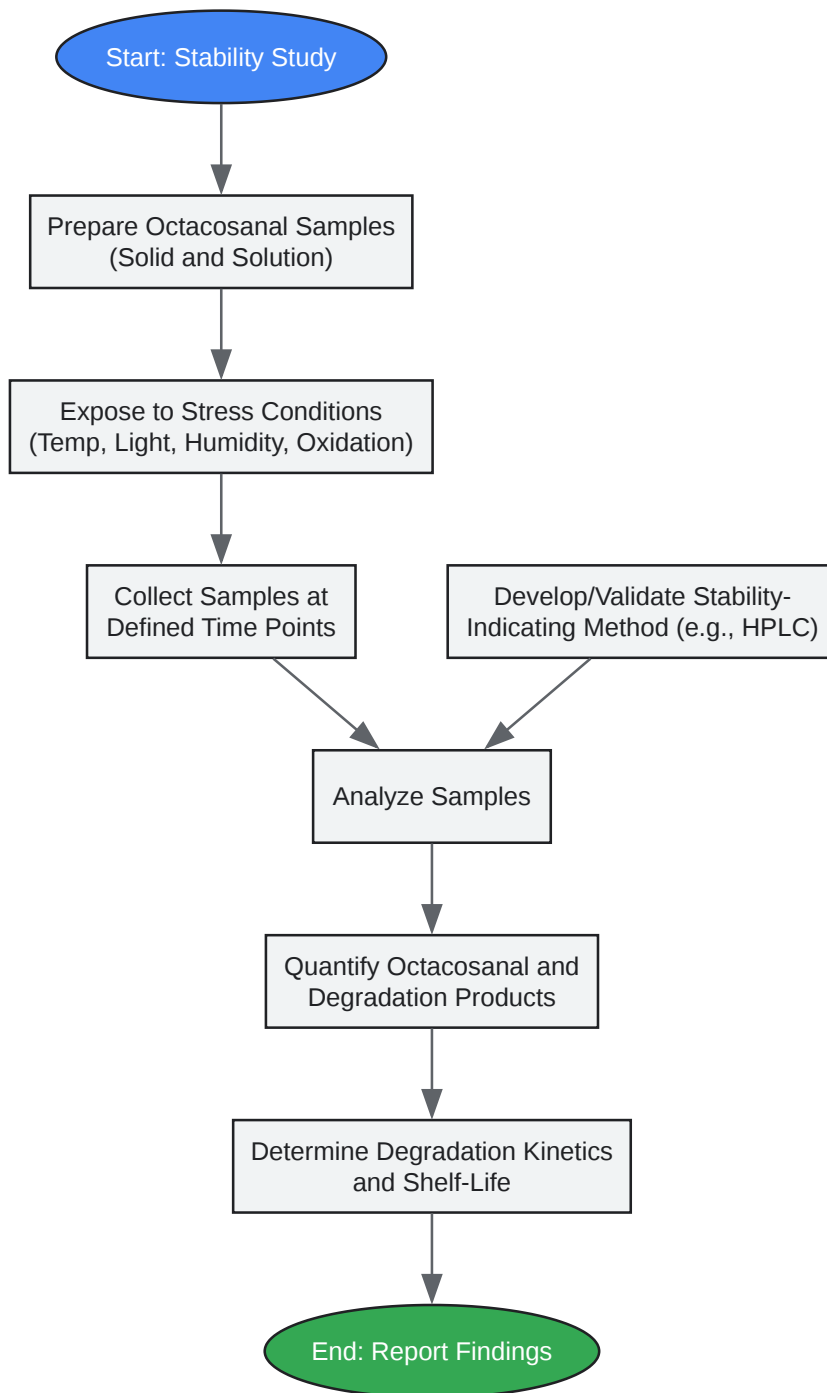 Start: Stability Study
Prepare Octacosanal Samples
(Solid and Solution)
Expose to Stress Conditions
(Temp, Light, Humidity, Oxidation)
Collect Samples at
Defined Time Points
Develop/Validate Stability-
Indicating Method (e.g., HPLC)
Analyze Samples
Quantify Octacosanal and
Degradation Products
Determine Degradation Kinetics
and Shelf-Life
End: Report Findings